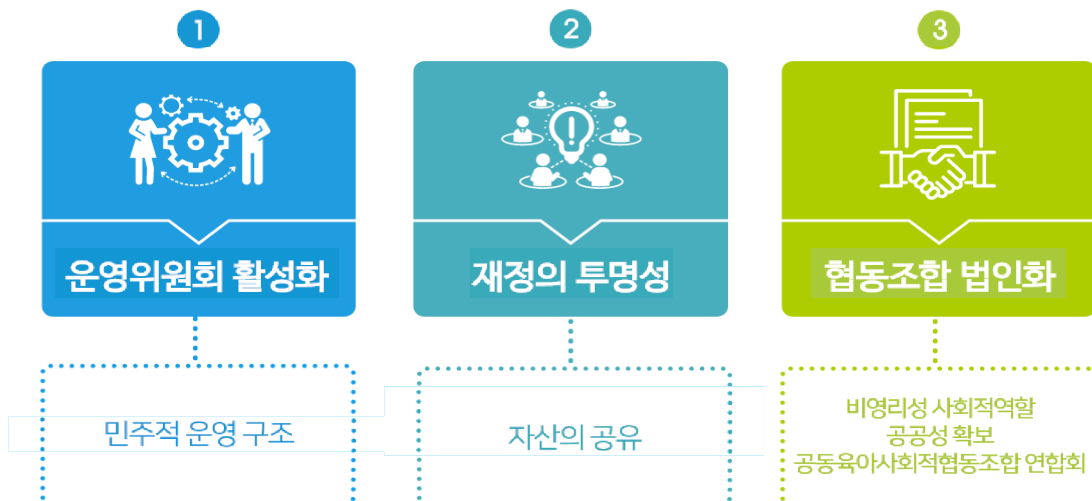 1
운영위원회 활성화
민주적 운영 구조
2
재정의 투명성
자산의 공유
3
협동조합 법인화
비영리성 사회적역할
공공성 확보
공동육아사회적협동조합 연합회